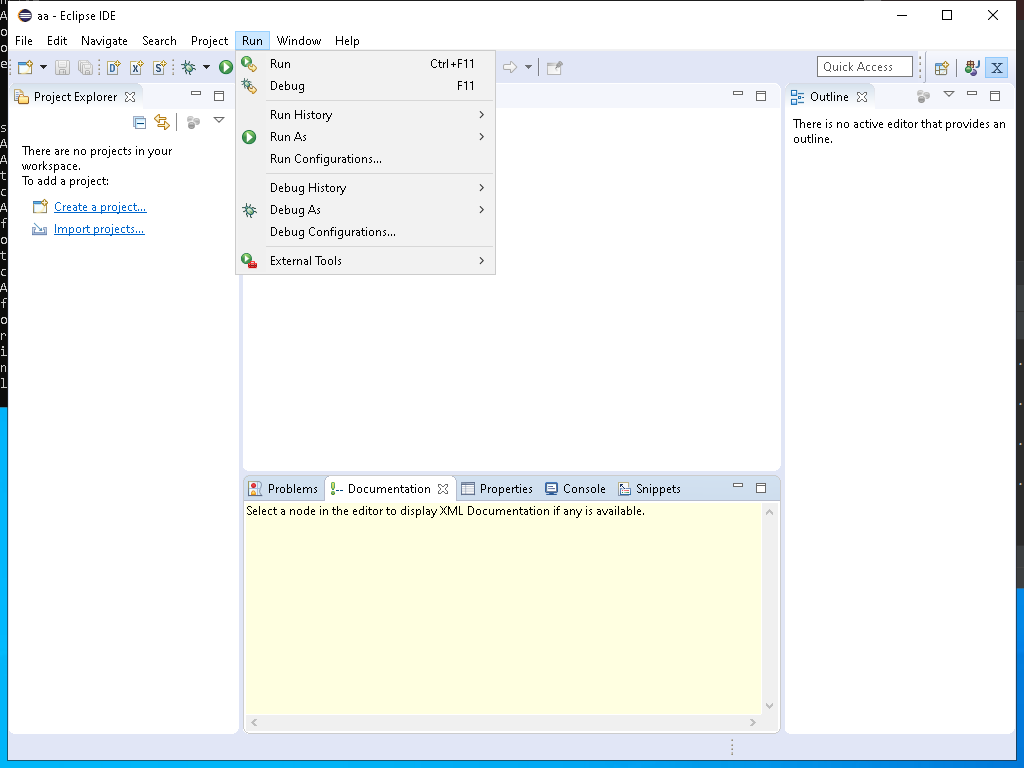 aa - Eclipse IDE
File Edit Navigate Search Project Run Window Help
Quick Access
Run Ctrl+F11
Debug F11
Run History
Run As
Run Configurations...
Debug History
Debug As
Debug Configurations...
External Tools
Project Explorer
There are no projects in your
workspace.
To add a project:
Create a project...
Import projects...
Outline
There is no active editor that provides an
outline.
Problems Documentation Properties Console Snippets
Select a node in the editor to display XML Documentation if any is available.